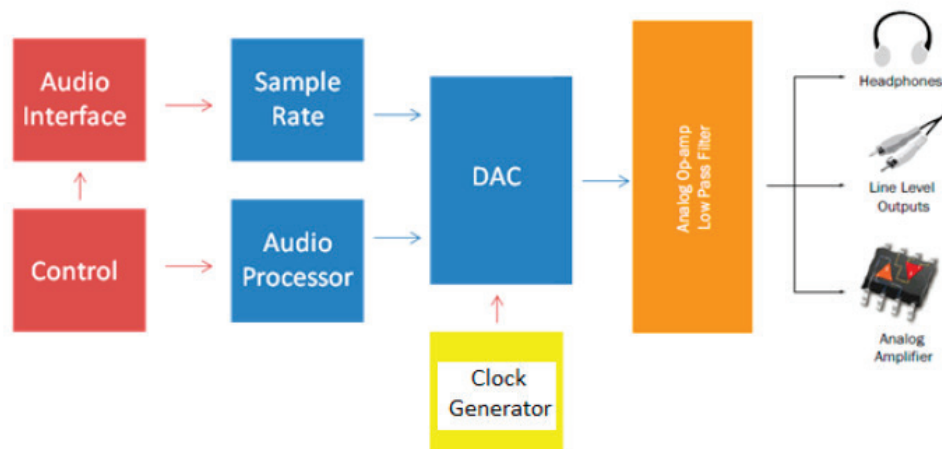 Audio
Interface
Sample
Rate
DAC
Control
Audio
Processor
Clock
Generator
Analog Op-amp
Low Pass Filter
Headphones
Line Level
Outputs
Analog
Amplifier